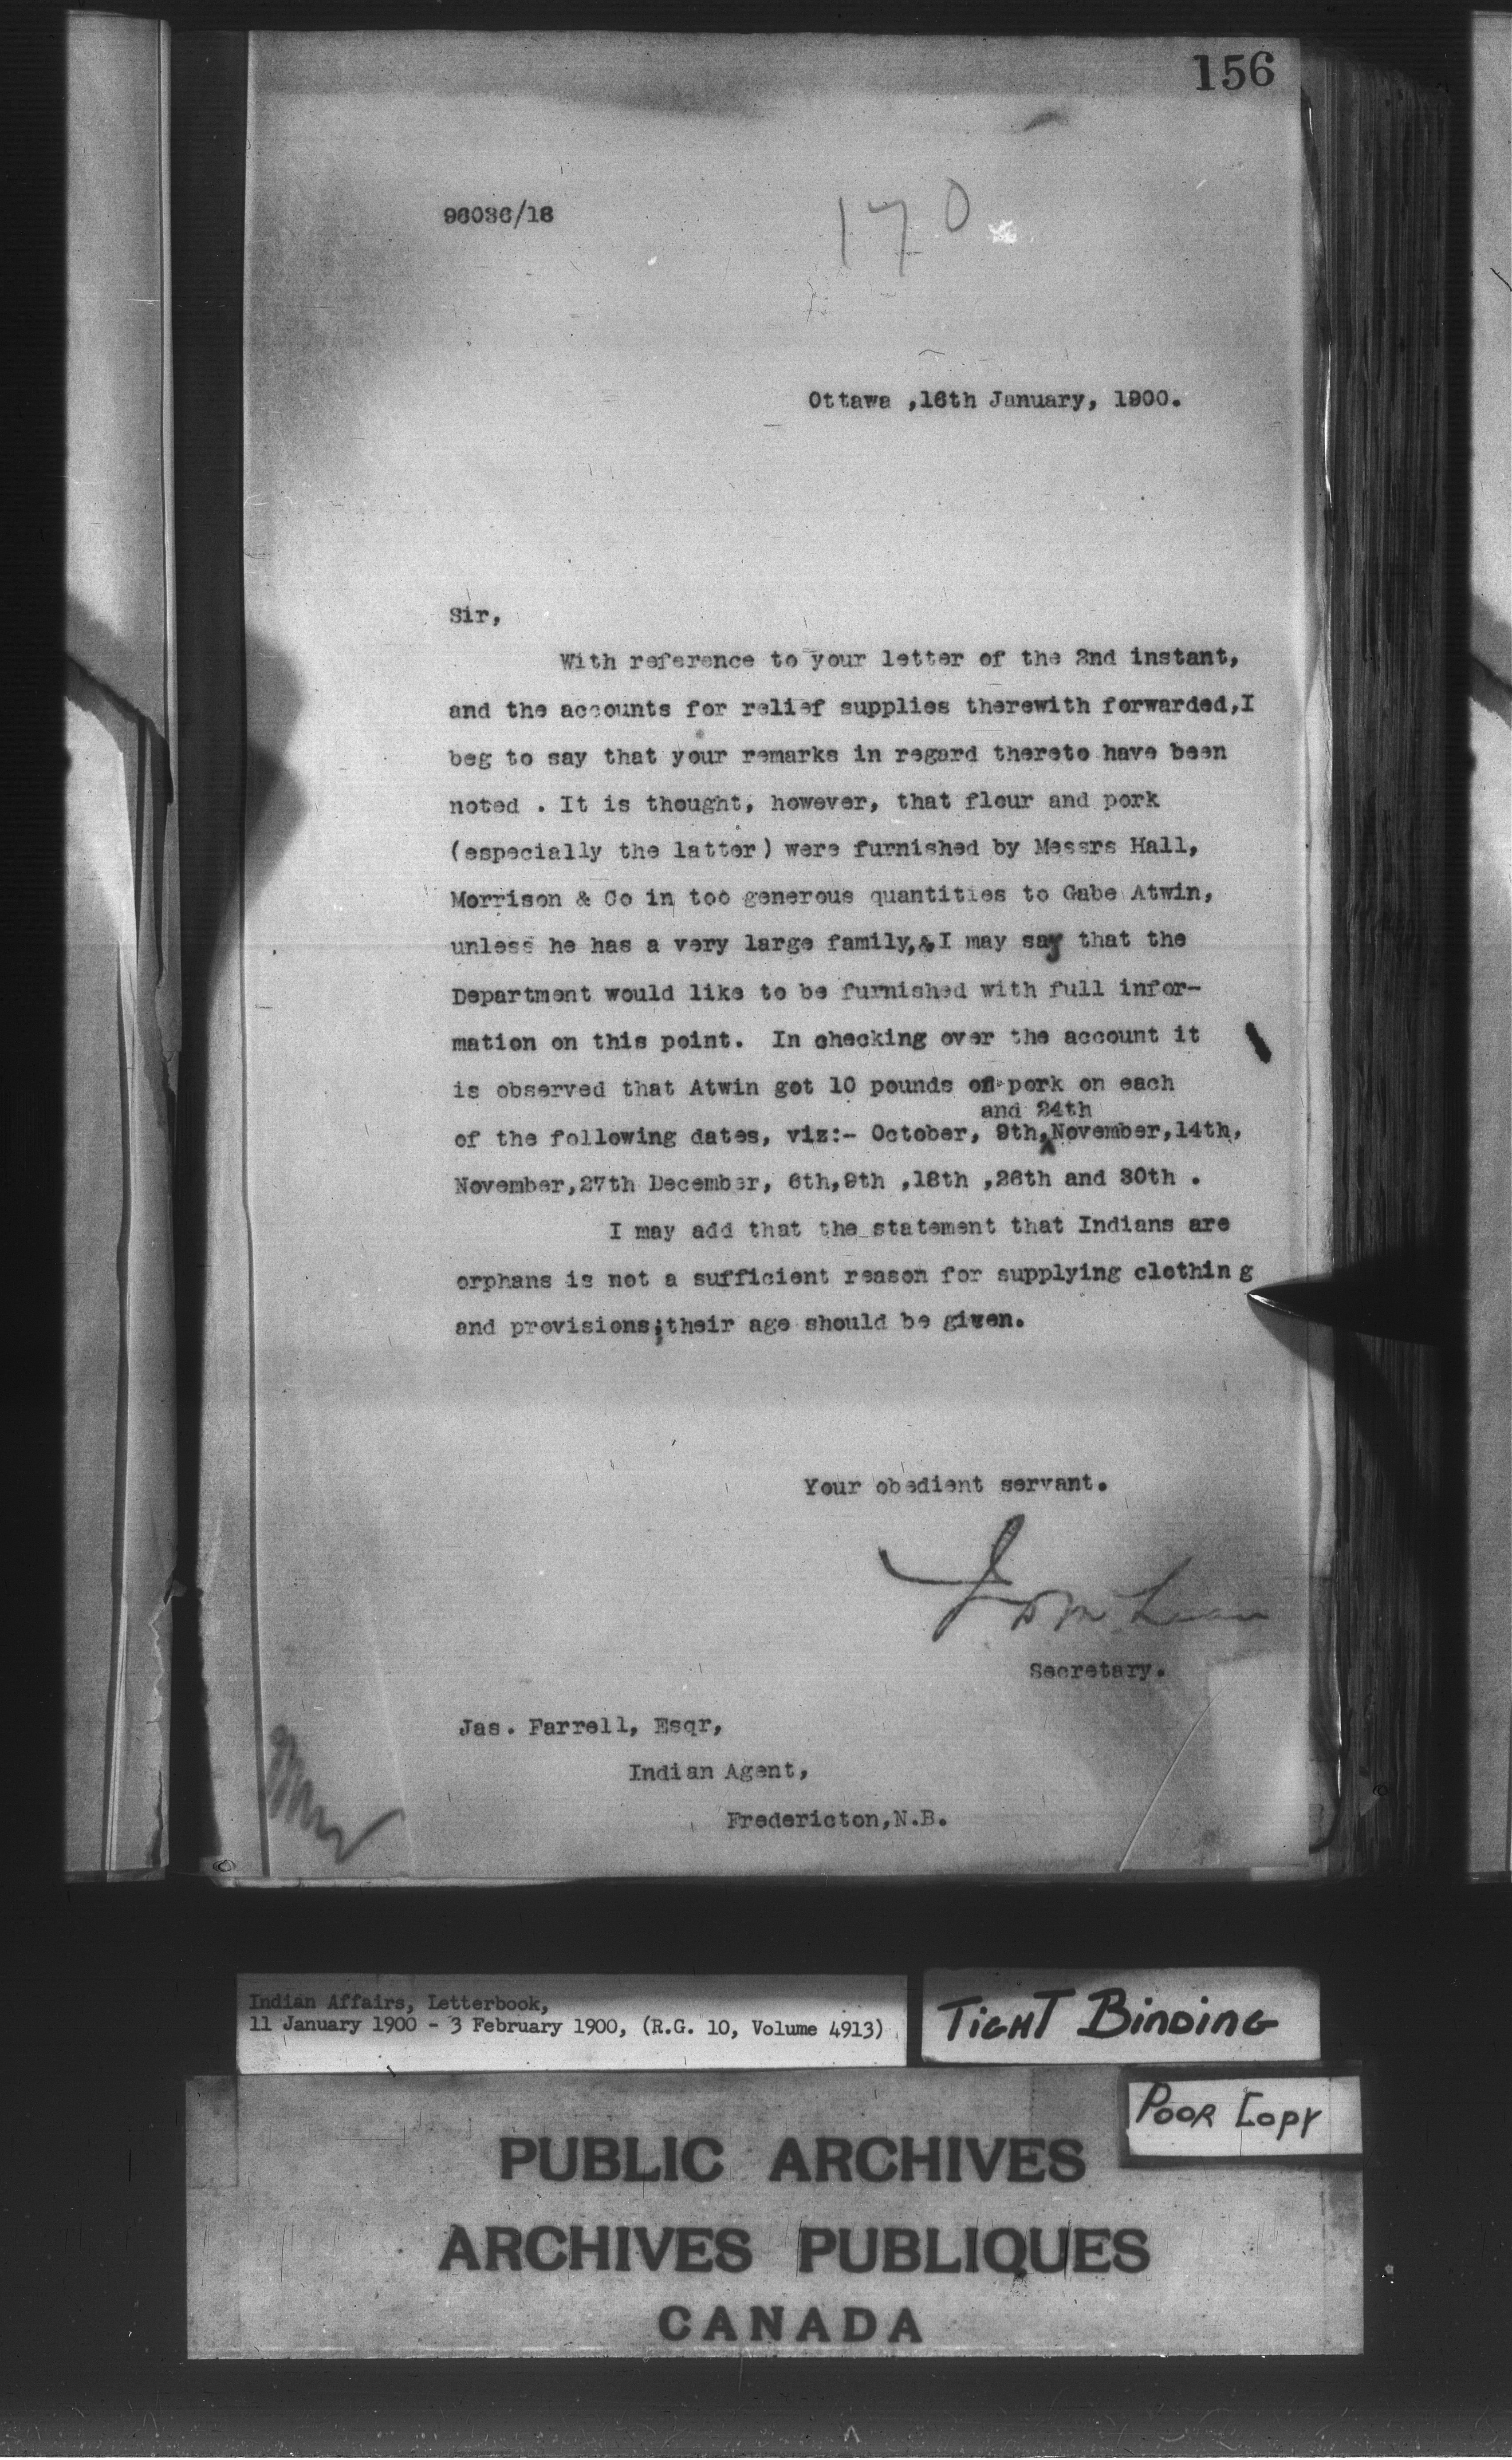 156
96036/16
170
Ottawa ,16th January, 1900.
Sir,
With reference to your letter of the 2nd instant,
and the accounts for relief supplies therewith forwarded,I
beg to say that your remarks in regard thereto have been
noted . It is thought, however, that flour and pork
(especially the latter) were furnished by Messrs Hall,
Morrison & Co in too generous quantities to Gabe Atwin,
unless he has a very large family,& I may say that the
Department would like to be furnished with full infor-
mation on this point. In checking over the account it
is observed that Atwin got 10 pounds of pork on each
and 24th
of the following dates, viz:- October, 9th,November,14th,
November,27th December, 6th,9th ,18th ,26th and 30th .
I may add that the statement that Indians are
orphans is not a sufficient reason for supplying clothin g
and provisions;their age should be given.
Your obedient servant.
J D McLean
Secretary.
Jas. Farrell, Esqr,
Indian Agent,
Fredericton,N.B.
Indian Affairs, Letterbook,
11 January 1900 - 3 February 1900, (R.G. 10, Volume 4913)
TIGHT BINDING
POOR COPY
PUBLIC ARCHIVES
ARCHIVES PUBLIQUES
CANADA